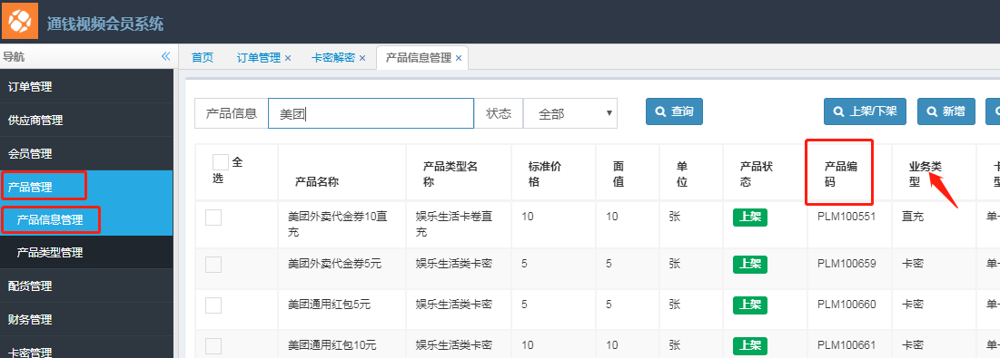 通钱视频会员系统
导航
首页
订单管理 ×
卡密解密 ×
产品信息管理 ×
订单管理
供应商管理
会员管理
产品管理
产品信息管理
产品类型管理
配货管理
财务管理
卡密管理
产品信息
美团
状态
全部
查询
上架/下架
新增
全选
产品名称
产品类型名称
标准价格
面值
单位
产品状态
产品编码
业务类型
美团外卖代金券10直充
娱乐生活卡卷直充
10
10
张
上架
PLM100551
直充
单
美团外卖代金券5元
娱乐生活类卡密
5
5
张
上架
PLM100659
卡密
单
美团通用红包5元
娱乐生活类卡密
5
5
张
上架
PLM100660
卡密
单
美团通用红包10元
娱乐生活类卡密
10
10
张
上架
PLM100661
卡密
单